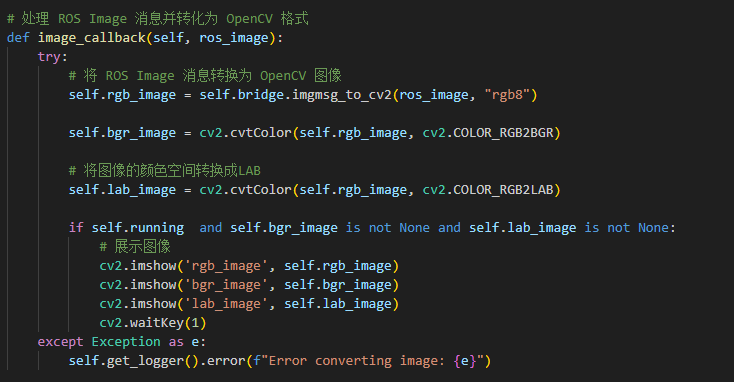 # 处理 ROS Image 消息并转化为 OpenCV 格式
def image_callback(self, ros_image):
    try:
        # 将 ROS Image 消息转换为 OpenCV 图像
        self.rgb_image = self.bridge.imgmsg_to_cv2(ros_image, "rgb8")

        self.bgr_image = cv2.cvtColor(self.rgb_image, cv2.COLOR_RGB2BGR)

        # 将图像的颜色空间转换成LAB
        self.lab_image = cv2.cvtColor(self.rgb_image, cv2.COLOR_RGB2LAB)

        if self.running  and self.bgr_image is not None and self.lab_image is not None:
            # 展示图像
            cv2.imshow('rgb_image', self.rgb_image)
            cv2.imshow('bgr_image', self.bgr_image)
            cv2.imshow('lab_image', self.lab_image)
            cv2.waitKey(1)
    except Exception as e:
        self.get_logger().error(f"Error converting image: {e}")